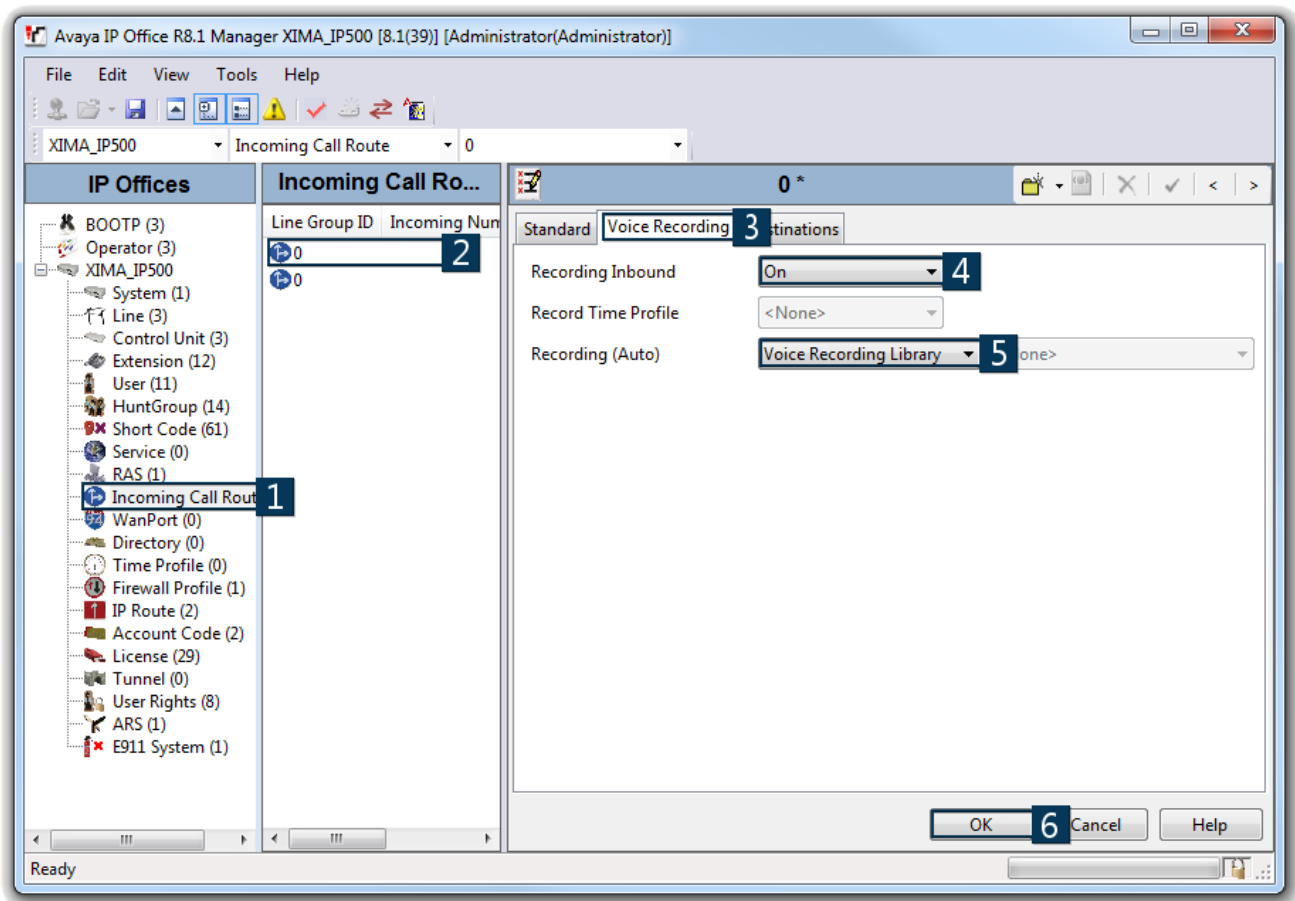 Avaya IP Office R8.1 Manager XIMA_IP500 [8.1(39)] [Administrator(Administrator)]
File Edit View Tools Help
XIMA_IP500 Incoming Call Route 0
IP Offices
BOOTP (3)
Operator (3)
XIMA_IP500
System (1)
Line (3)
Control Unit (3)
Extension (12)
User (11)
HuntGroup (14)
Short Code (61)
Service (0)
RAS (1)
Incoming Call Rout 1
WanPort (0)
Directory (0)
Time Profile (0)
Firewall Profile (1)
IP Route (2)
Account Code (2)
License (29)
Tunnel (0)
User Rights (8)
ARS (1)
E911 System (1)
Incoming Call Ro...
Line Group ID Incoming Num
0 2
0
0 *
Standard Voice Recording 3 stinations
Recording Inbound On 4
Record Time Profile <None>
Recording (Auto) Voice Recording Library 5 one>
OK 6 Cancel Help
Ready